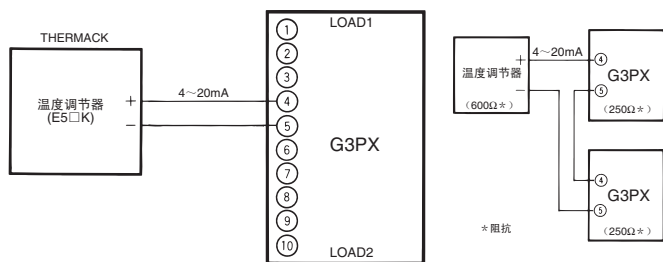 THERMACK
温度调节器
(E5□K)
+
−
4～20mA
LOAD1
①
②
③
④
⑤
⑥
⑦
⑧
⑨
⑩
G3PX
LOAD2
温度调节器
（600Ω＊）
+
−
4～20mA
④
⑤
G3PX
（250Ω＊）
④
⑤
G3PX
（250Ω＊）
＊阻抗